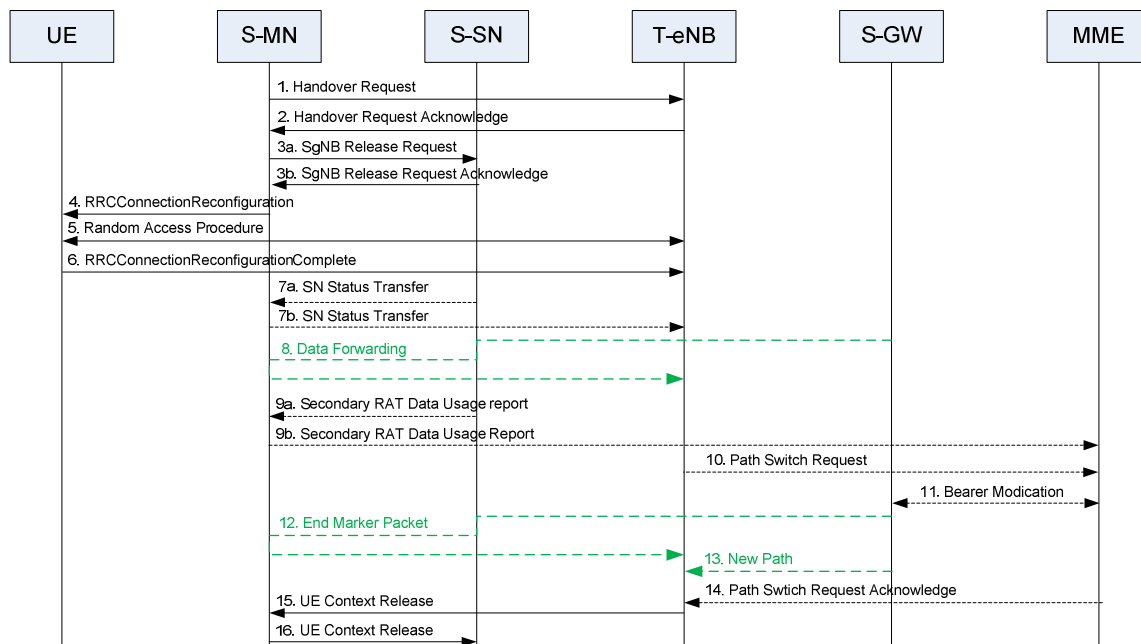 UE
S-MN
S-SN
T-eNB
S-GW
MME
1. Handover Request
2. Handover Request Acknowledge
3a. SgNB Release Request
3b. SgNB Release Request Acknowledge
4. RRCConnectionReconfiguration
5. Random Access Procedure
6. RRCConnectionReconfigurationComplete
7a. SN Status Transfer
7b. SN Status Transfer
8. Data Forwarding
9a. Secondary RAT Data Usage report
9b. Secondary RAT Data Usage Report
10. Path Switch Request
11. Bearer Modication
12. End Marker Packet
13. New Path
14. Path Swtich Request Acknowledge
15. UE Context Release
16. UE Context Release